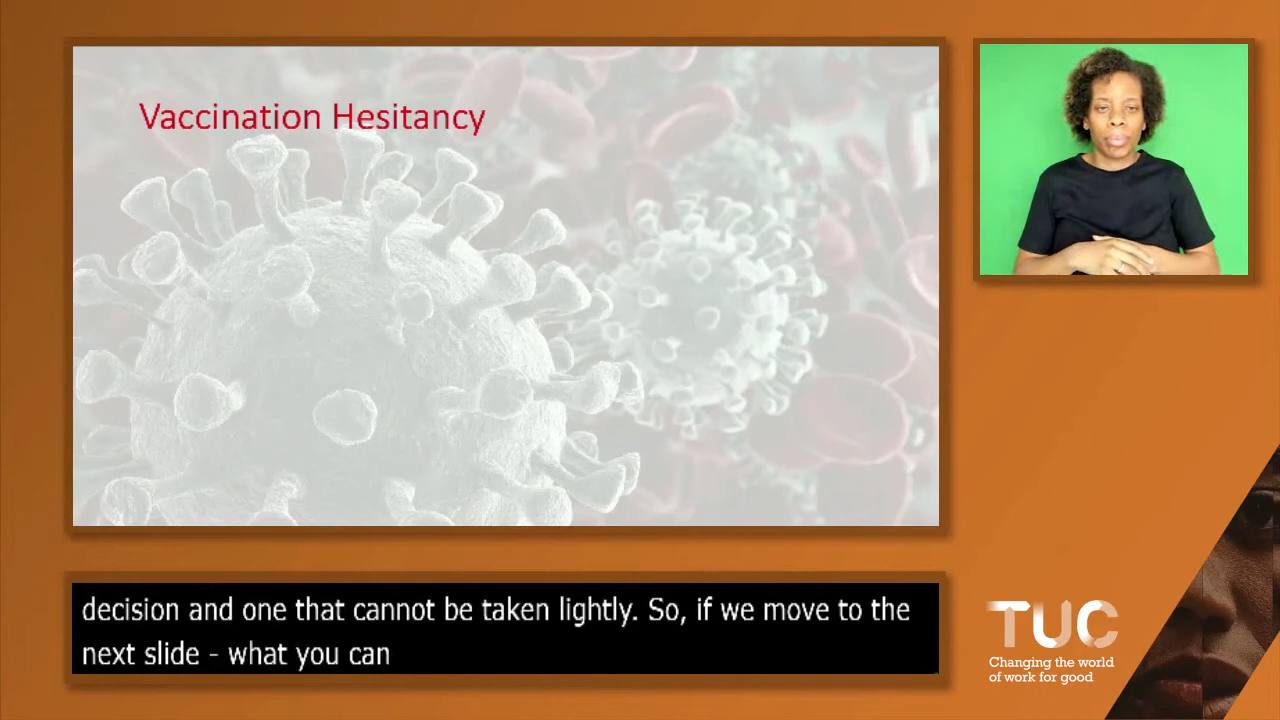 Vaccination Hesitancy
decision and one that cannot be taken lightly. So, if we move to the
next slide - what you can
TUC
Changing the world
of work for good